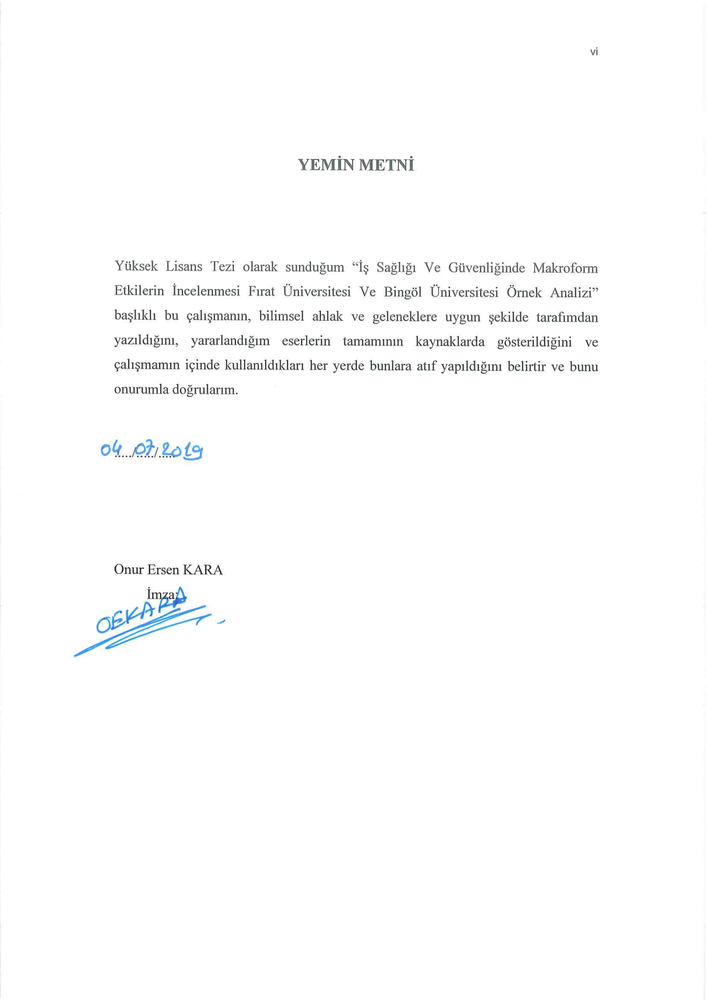 vi
YEMİN METNİ
Yüksek Lisans Tezi olarak sunduğum “İş Sağlığı Ve Güvenliğinde Makroform
Etkilerin İncelenmesi Fırat Üniversitesi Ve Bingöl Üniversitesi Örnek Analizi”
başlıklı bu çalışmanın, bilimsel ahlak ve geleneklere uygun şekilde tarafımdan
yazıldığını, yararlandığım eserlerin tamamının kaynaklarda gösterildiğini ve
çalışmamın içinde kullanıldıkları her yerde bunlara atıf yapıldığını belirtir ve bunu
onurumla doğrularım.
04/07/2019
Onur Ersen KARA
İmza:
OEKARA